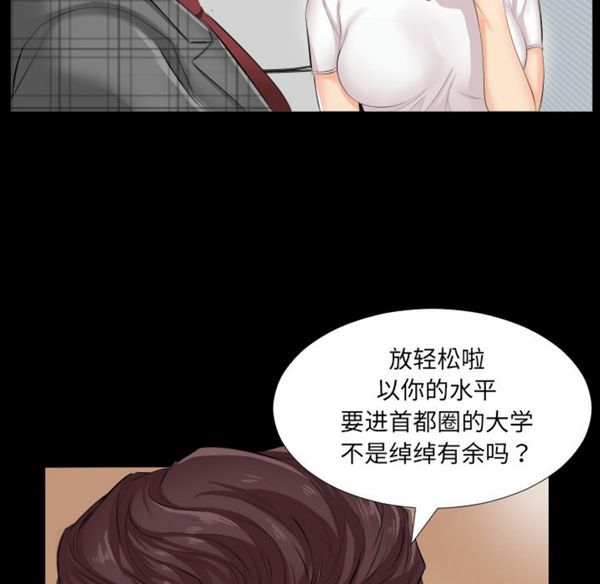 放轻松啦
以你的水平
要进首都圈的大学
不是绰绰有余吗？